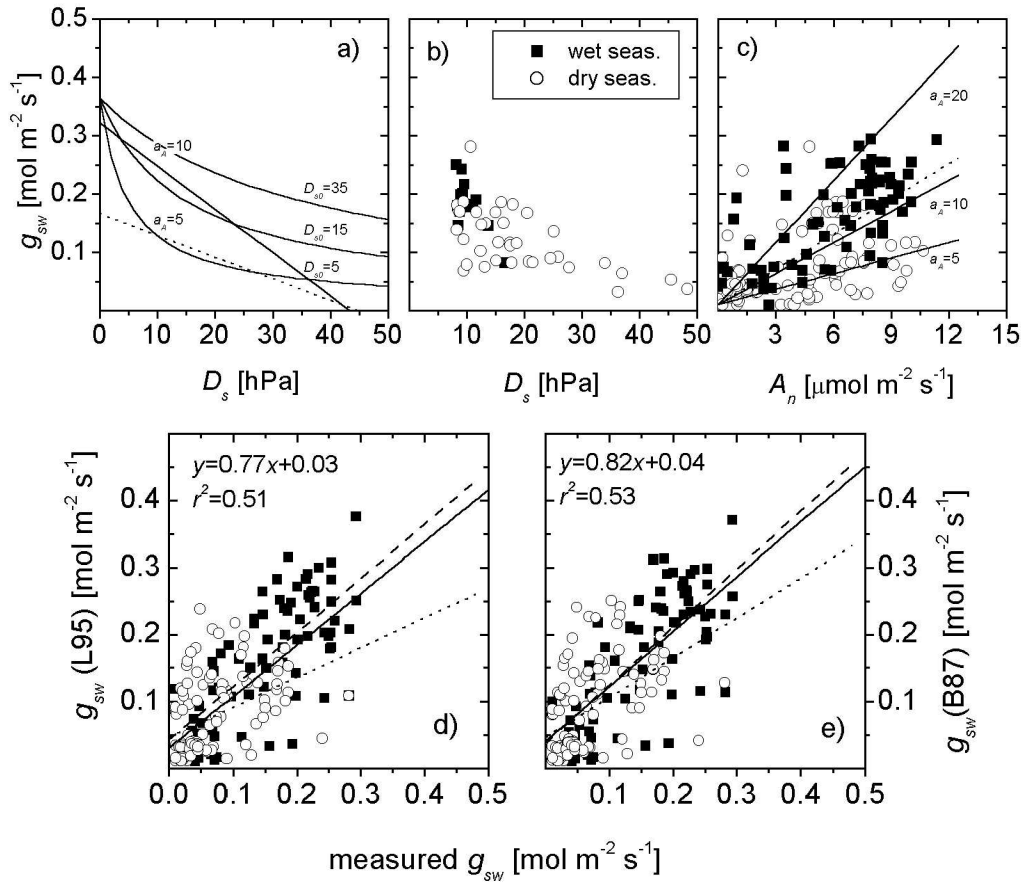 0.5
0.4
0.3
0.2
0.1
g_sw [mol m^-2 s^-1]
a)
a_A=10
a_A=5
D_s0=35
D_s0=15
D_s0=5
0 10 20 30 40 50
D_s [hPa]
b)
wet seas.
dry seas.
10 20 30 40 50
D_s [hPa]
c)
a_A=20
a_A=10
a_A=5
3 6 9 12 15
A_n [μmol m^-2 s^-1]
y=0.77x+0.03
r^2=0.51
0.4
0.3
0.2
0.1
g_sw (L95) [mol m^-2 s^-1]
d)
0.0 0.1 0.2 0.3 0.4 0.5
y=0.82x+0.04
r^2=0.53
e)
0.1 0.2 0.3 0.4 0.5
0.4
0.3
0.2
0.1
g_sw(B87) [mol m^-2 s^-1]
measured g_sw [mol m^-2 s^-1]